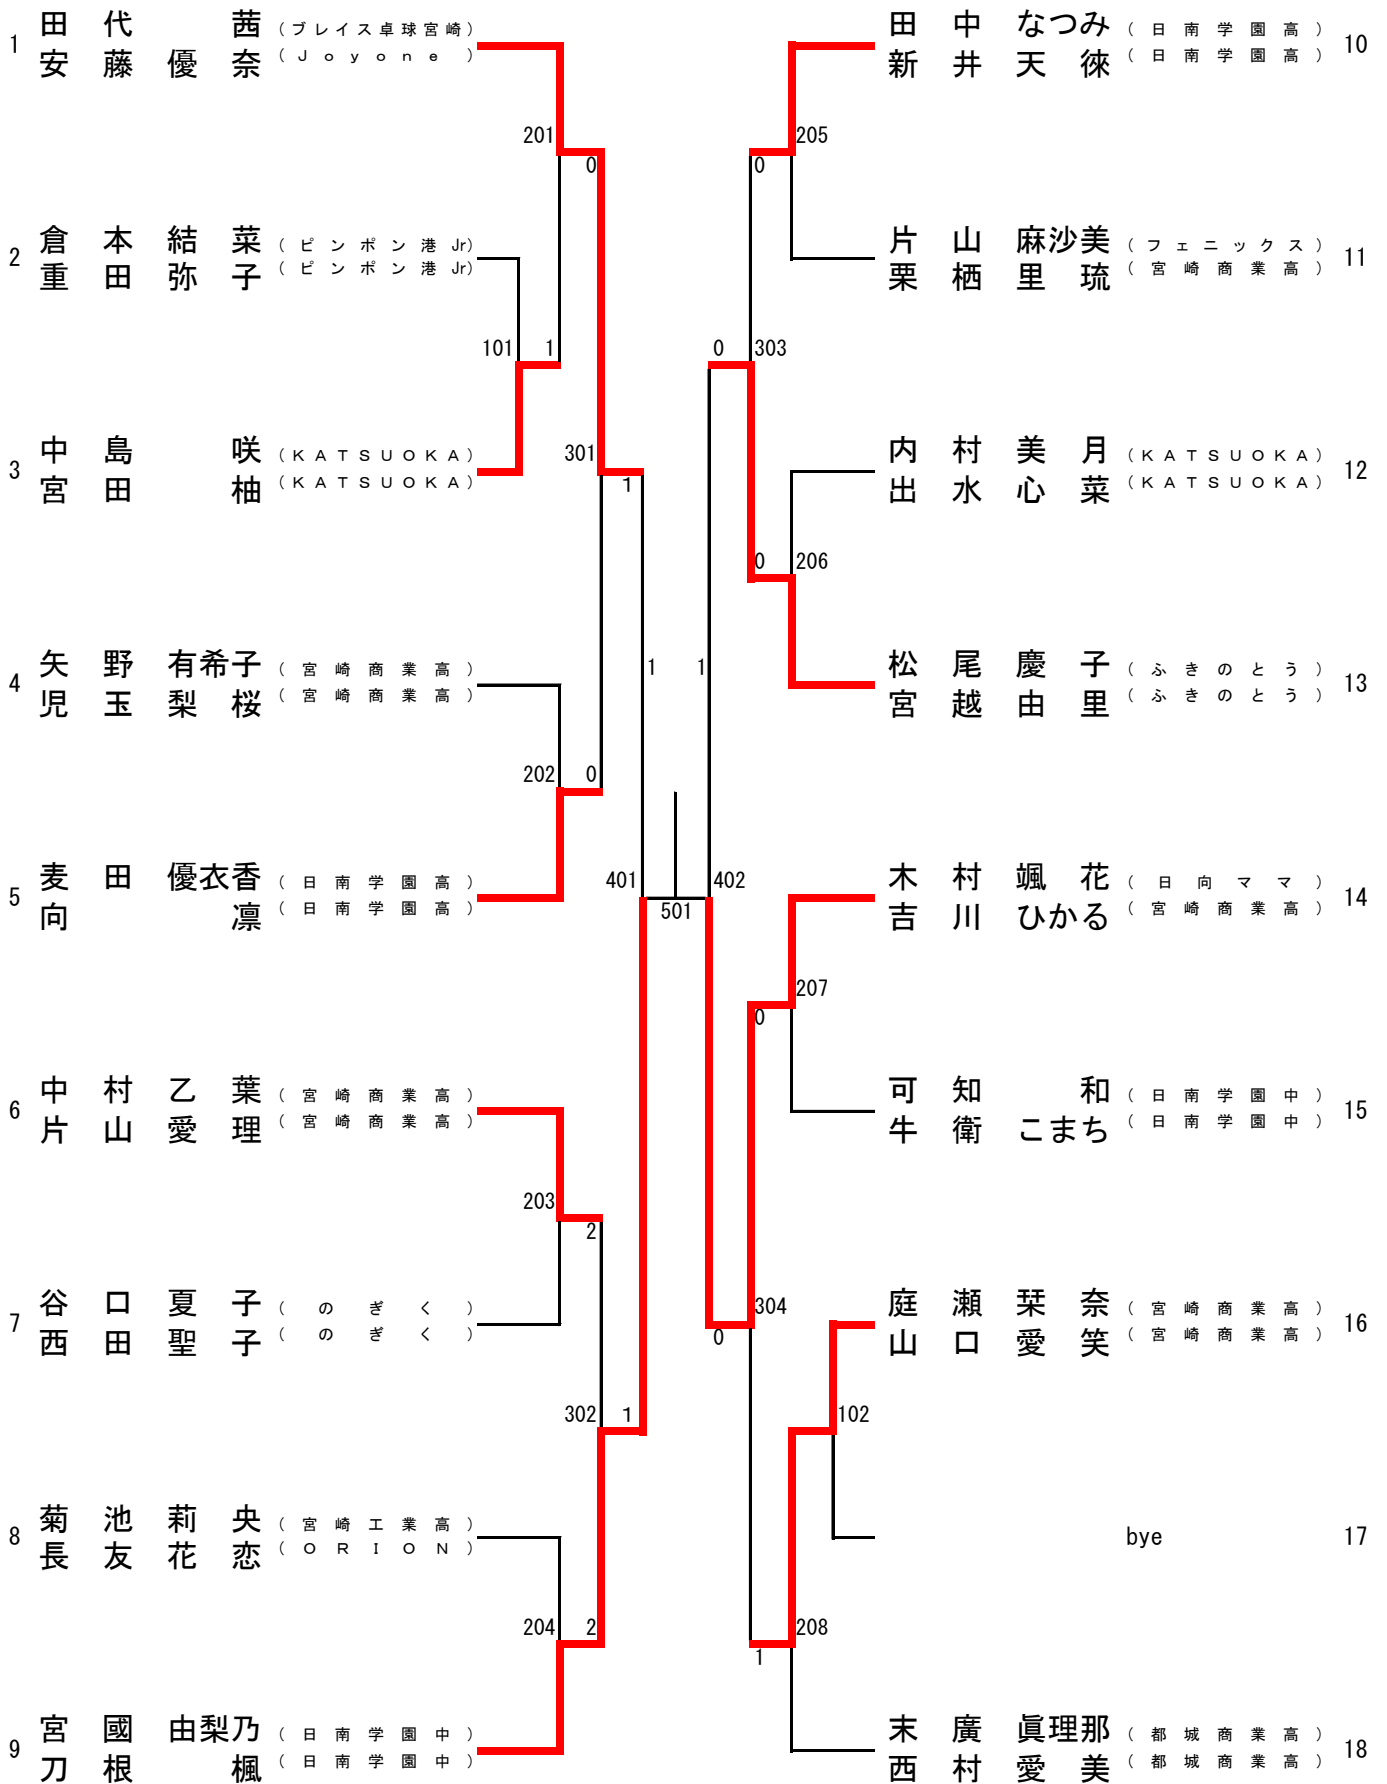 1
田代 茜 (ブレイス卓球宮崎)
安藤優奈 (Joyone)
201
0
2
倉本結菜 (ピンポン港Jr)
重田弥子 (ピンポン港Jr)
101
1
3
中島 咲 (KATSUOKA)
宮田 柚 (KATSUOKA)
301
1
4
矢野有希子 (宮崎商業高)
児玉梨桜 (宮崎商業高)
1
202
0
5
麦田優衣香 (日南学園高)
向 凛 (日南学園高)
401
501
6
中村乙葉 (宮崎商業高)
片山愛理 (宮崎商業高)
203
2
7
谷口夏子 (のぎく)
西田聖子 (のぎく)
302
1
8
菊池莉央 (宮崎工業高)
長友花恋 (ORION)
204
2
9
宮國由梨乃 (日南学園中)
刀根 楓 (日南学園中)
田中なつみ (日南学園高)
新井天徠 (日南学園高)
10
205
0
片山麻沙美 (フェニックス)
栗栖里琉 (宮崎商業高)
11
0
303
内村美月 (KATSUOKA)
出水心菜 (KATSUOKA)
12
0
206
1
松尾慶子 (ふきのとう)
宮越由里 (ふきのとう)
13
402
木村颯花 (日向ママ)
吉川ひかる (宮崎商業高)
14
207
0
可知 和 (日南学園中)
牛衛こまち (日南学園中)
15
304
0
庭瀬栞奈 (宮崎商業高)
山口愛笑 (宮崎商業高)
16
102
bye
17
208
1
末廣眞理那 (都城商業高)
西村愛美 (都城商業高)
18